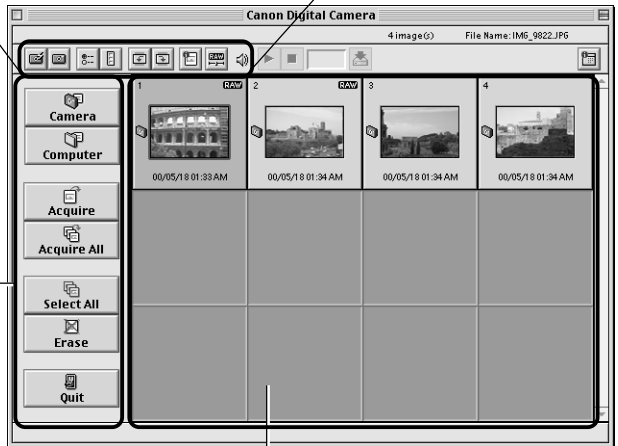 Canon Digital Camera
4 image(s) File Name: IMG_9822.JPG
RAW
1 RAW 2 RAW 3 4
00/05/18 01:33 AM 00/05/18 01:34 AM 00/05/18 01:34 AM 00/05/18 01:34 AM
Camera
Computer
Acquire
Acquire All
Select All
Erase
Quit